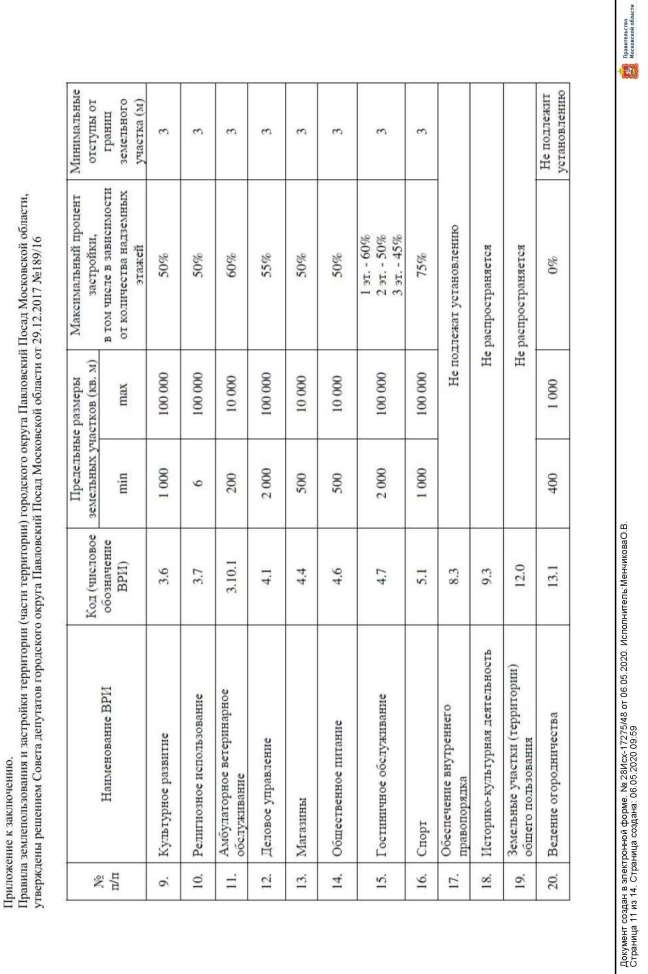 Приложение к заключению.
Правила землепользования и застройки территории (части территории) городского округа Павловский Посад Московской области,
утверждены решением Совета депутатов городского округа Павловский Посад Московской области от 29.12.2017 №189/16
№
п/п
Наименование ВРИ
Код (числовое
обозначение
ВРИ)
Предельные размеры
земельных участков (кв. м)
min
max
Максимальный процент
застройки,
в том числе в зависимости
от количества надземных
этажей
Минимальные
отступы от
границ
земельного
участка (м)
9. Культурное развитие 3.6 1 000 100 000 50% 3
10. Религиозное использование 3.7 6 100 000 50% 3
11. Амбулаторное ветеринарное
обслуживание 3.10.1 200 10 000 60% 3
12. Деловое управление 4.1 2 000 100 000 55% 3
13. Магазины 4.4 500 10 000 50% 3
14. Общественное питание 4.6 500 10 000 50% 3
15. Гостиничное обслуживание 4.7 2 000 100 000 1 эт. - 60%
2 эт. - 50%
3 эт. - 45%
3
16. Спорт 5.1 1 000 100 000 75% 3
17. Обеспечение внутреннего
правопорядка 8.3 Не подлежат установлению
18. Историко-культурная деятельность 9.3 Не распространяется
19. Земельные участки (территории)
общего пользования 12.0 Не распространяется
20. Ведение огородничества 13.1 400 1 000 0% Не подлежит
установлению
Документ создан в электронной форме. № 28Исх-17275/48 от 06.05.2020. Исполнитель:МенчиковаО.В.
Страница 11 из 14. Страница создана: 06.05.2020 09:59
Правительство
Московской области